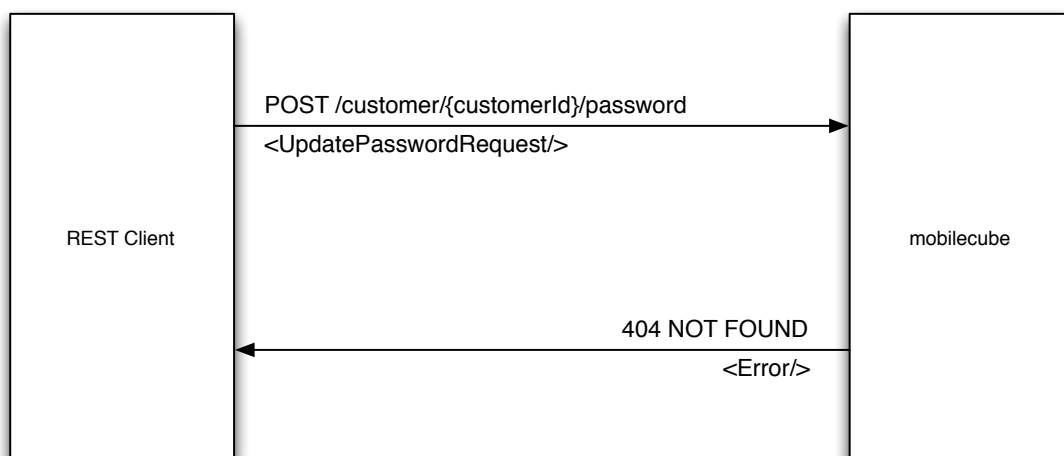 POST /customer/{customerId}/password
<UpdatePasswordRequest/>
REST Client
mobilecube
404 NOT FOUND
<Error/>